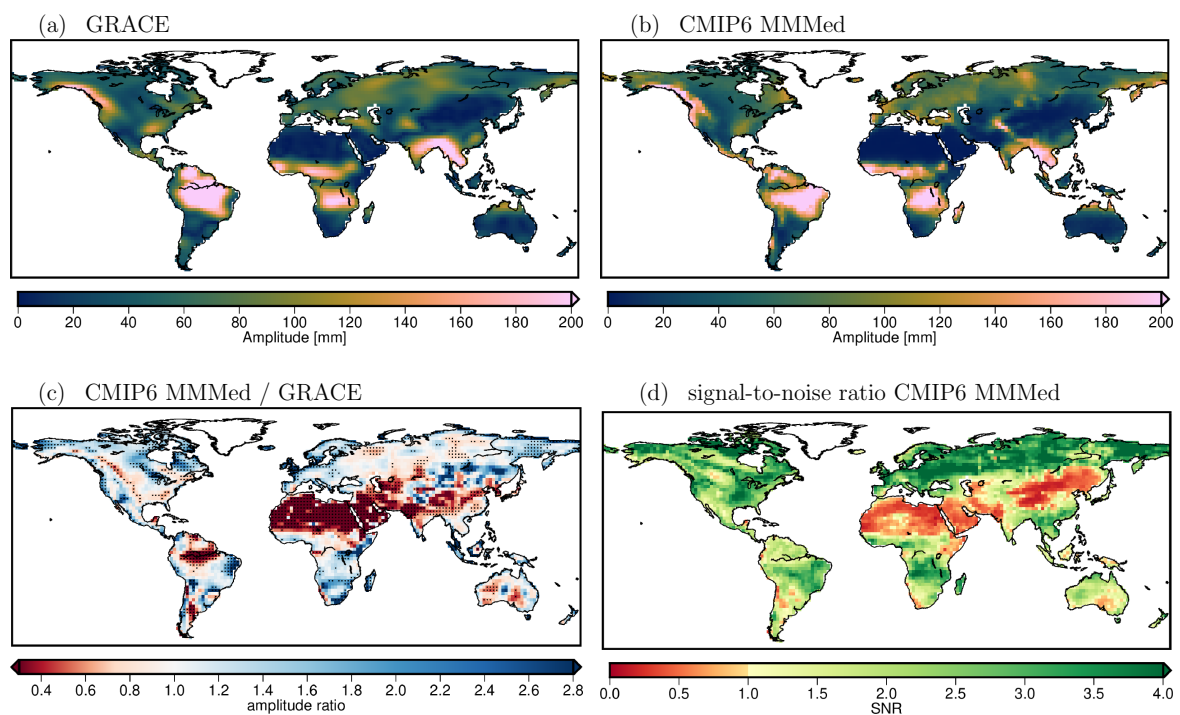 (a) GRACE
(b) CMIP6 MMMed
0 20 40 60 80 100 120 140 160 180 200
Amplitude [mm]
0 20 40 60 80 100 120 140 160 180 200
Amplitude [mm]
(c) CMIP6 MMMed / GRACE
(d) signal-to-noise ratio CMIP6 MMMed
0.4 0.6 0.8 1.0 1.2 1.4 1.6 1.8 2.0 2.2 2.4 2.6 2.8
amplitude ratio
0.0 0.5 1.0 1.5 2.0 2.5 3.0 3.5 4.0
SNR